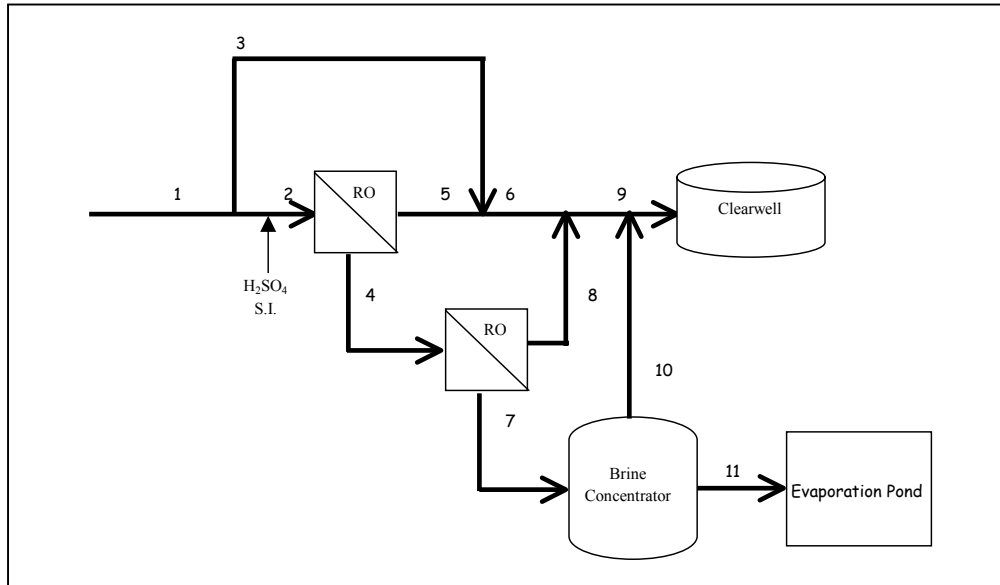 3
1
2
RO
5
6
9
Clearwell
H₂SO₄
S.I.
4
RO
8
7
10
Brine
Concentrator
11
Evaporation Pond